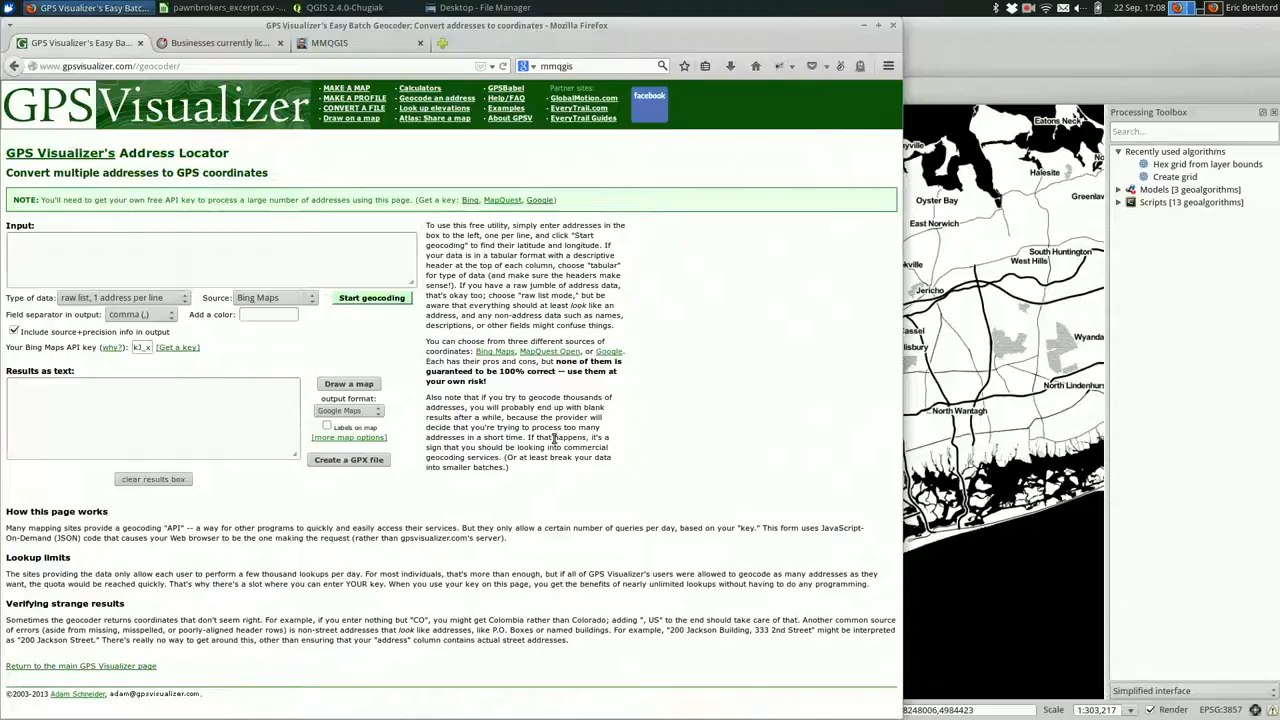 GPS Visualizer's Easy Batc...
pawnbrokers_excerpt.csv -...
QGIS 2.4.0-Chugiak
Desktop - File Manager
22 Sep, 17:08
Eric Brelsford
GPS Visualizer's Easy Batch Geocoder: Convert addresses to coordinates - Mozilla Firefox
GPS Visualizer's Easy Ba...
Businesses currently lic...
MMQGIS
www.gpsvisualizer.com//geocoder/
mmqgis
GPSVisualizer
MAKE A MAP
MAKE A PROFILE
CONVERT A FILE
Draw on a map
Calculators
Geocode an address
Look up elevations
Atlas: Share a map
GPSBabel
Help/FAQ
Examples
About GPSV
Partner sites:
GlobalMotion.com
EveryTrail.com
EveryTrail Guides
facebook
GPS Visualizer's Address Locator
Convert multiple addresses to GPS coordinates
NOTE: You'll need to get your own free API key to process a large number of addresses using this page. (Get a key: Bing, MapQuest, Google)
Input:
Type of data: raw list, 1 address per line Source: Bing Maps Start geocoding
Field separator in output: comma (,) Add a color:
Include source+precision info in output
Your Bing Maps API key (why?): kJ_x [Get a key]
Results as text:
Draw a map
output format:
Google Maps
Labels on map
[more map options]
Create a GPX file
clear results box
To use this free utility, simply enter addresses in the
box to the left, one per line, and click "Start
geocoding" to find their latitude and longitude. If
your data is in a tabular format with a descriptive
header at the top of each column, choose "tabular"
for type of data (and make sure the headers make
sense!). If you have a raw jumble of address data,
that's okay too; choose "raw list mode," but be
aware that everything should at least look like an
address, and any non-address data such as names,
descriptions, or other fields might confuse things.
You can choose from three different sources of
coordinates: Bing Maps, MapQuest Open, or Google.
Each has their pros and cons, but none of them is
guaranteed to be 100% correct -- use them at
your own risk!
Also note that if you try to geocode thousands of
addresses, you will probably end up with blank
results after a while, because the provider will
decide that you're trying to process too many
addresses in a short time. If that happens, it's a
sign that you should be looking into commercial
geocoding services. (Or at least break your data
into smaller batches.)
How this page works
Many mapping sites provide a geocoding "API" -- a way for other programs to quickly and easily access their services. But they only allow a certain number of queries per day, based on your "key." This form uses JavaScript-
On-Demand (JSON) code that causes your Web browser to be the one making the request (rather than gpsvisualizer.com's server).
Lookup limits
The sites providing the data only allow each user to perform a few thousand lookups per day. For most individuals, that's more than enough, but if all of GPS Visualizer's users were allowed to geocode as many addresses as they
want, the quota would be reached quickly. That's why there's a slot where you can enter YOUR key. When you use your key on this page, you get the benefits of nearly unlimited lookups without having to do any programming.
Verifying strange results
Sometimes the geocoder returns coordinates that don't seem right. For example, if you enter nothing but "CO", you might get Colombia rather than Colorado; adding ", US" to the end should take care of that. Another common source
of errors (aside from missing, misspelled, or poorly-aligned header rows) is non-street addresses that look like addresses, like P.O. Boxes or named buildings. For example, "200 Jackson Building, 333 2nd Street" might be interpreted
as "200 Jackson Street." There's really no way to get around this, other than ensuring that your "address" column contains actual street addresses.
Return to the main GPS Visualizer page
©2003-2013 Adam Schneider, adam@gpsvisualizer.com.
Eatons Neck
Halesite
Oyster Bay
Greenlaw
East Norwich
South Huntington
West Hills
Jericho
Wyanda
North Lindenhurs
North Wantagh
Processing Toolbox
Search...
Recently used algorithms
Hex grid from layer bounds
Create grid
Models [3 geoalgorithms]
Scripts [13 geoalgorithms]
Simplified interface
8248006,4984423
Scale 1:303,217
Render
EPSG:3857